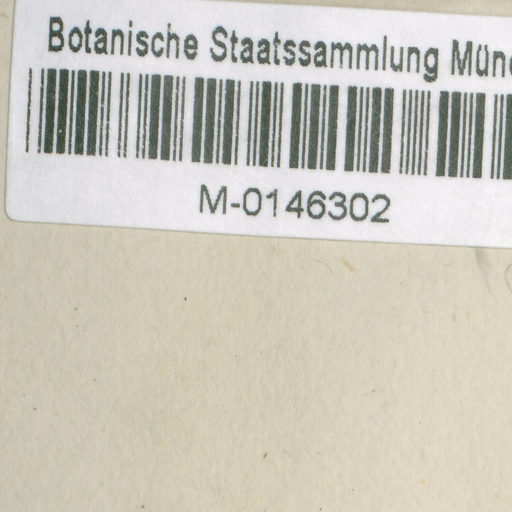 Botanische Staatssammlung Mün
M-0146302